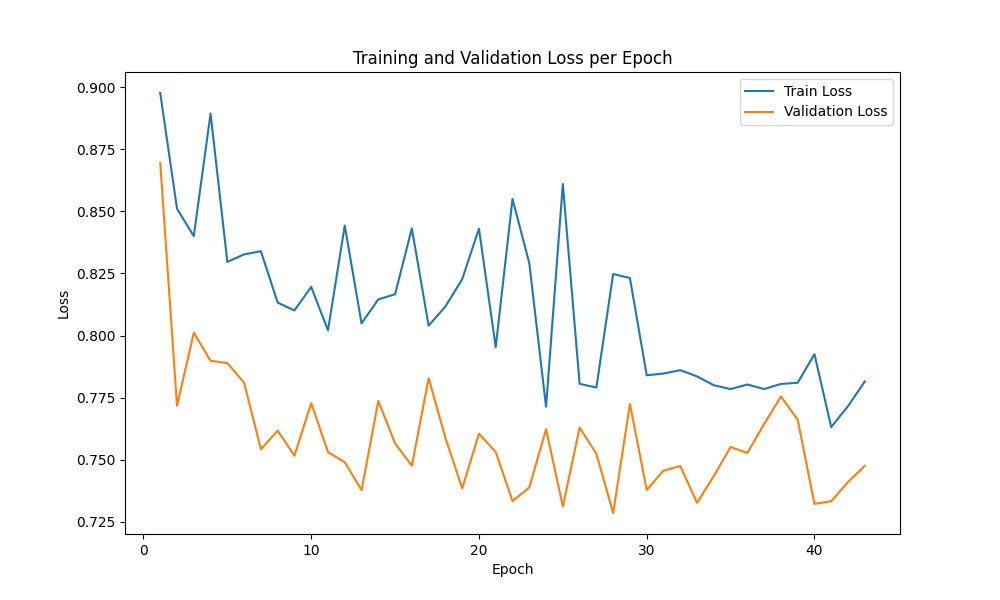 Training and Validation Loss per Epoch
Train Loss
Validation Loss
0.900
0.875
0.850
0.825
0.800
0.775
0.750
0.725
Loss
0 10 20 30 40
Epoch